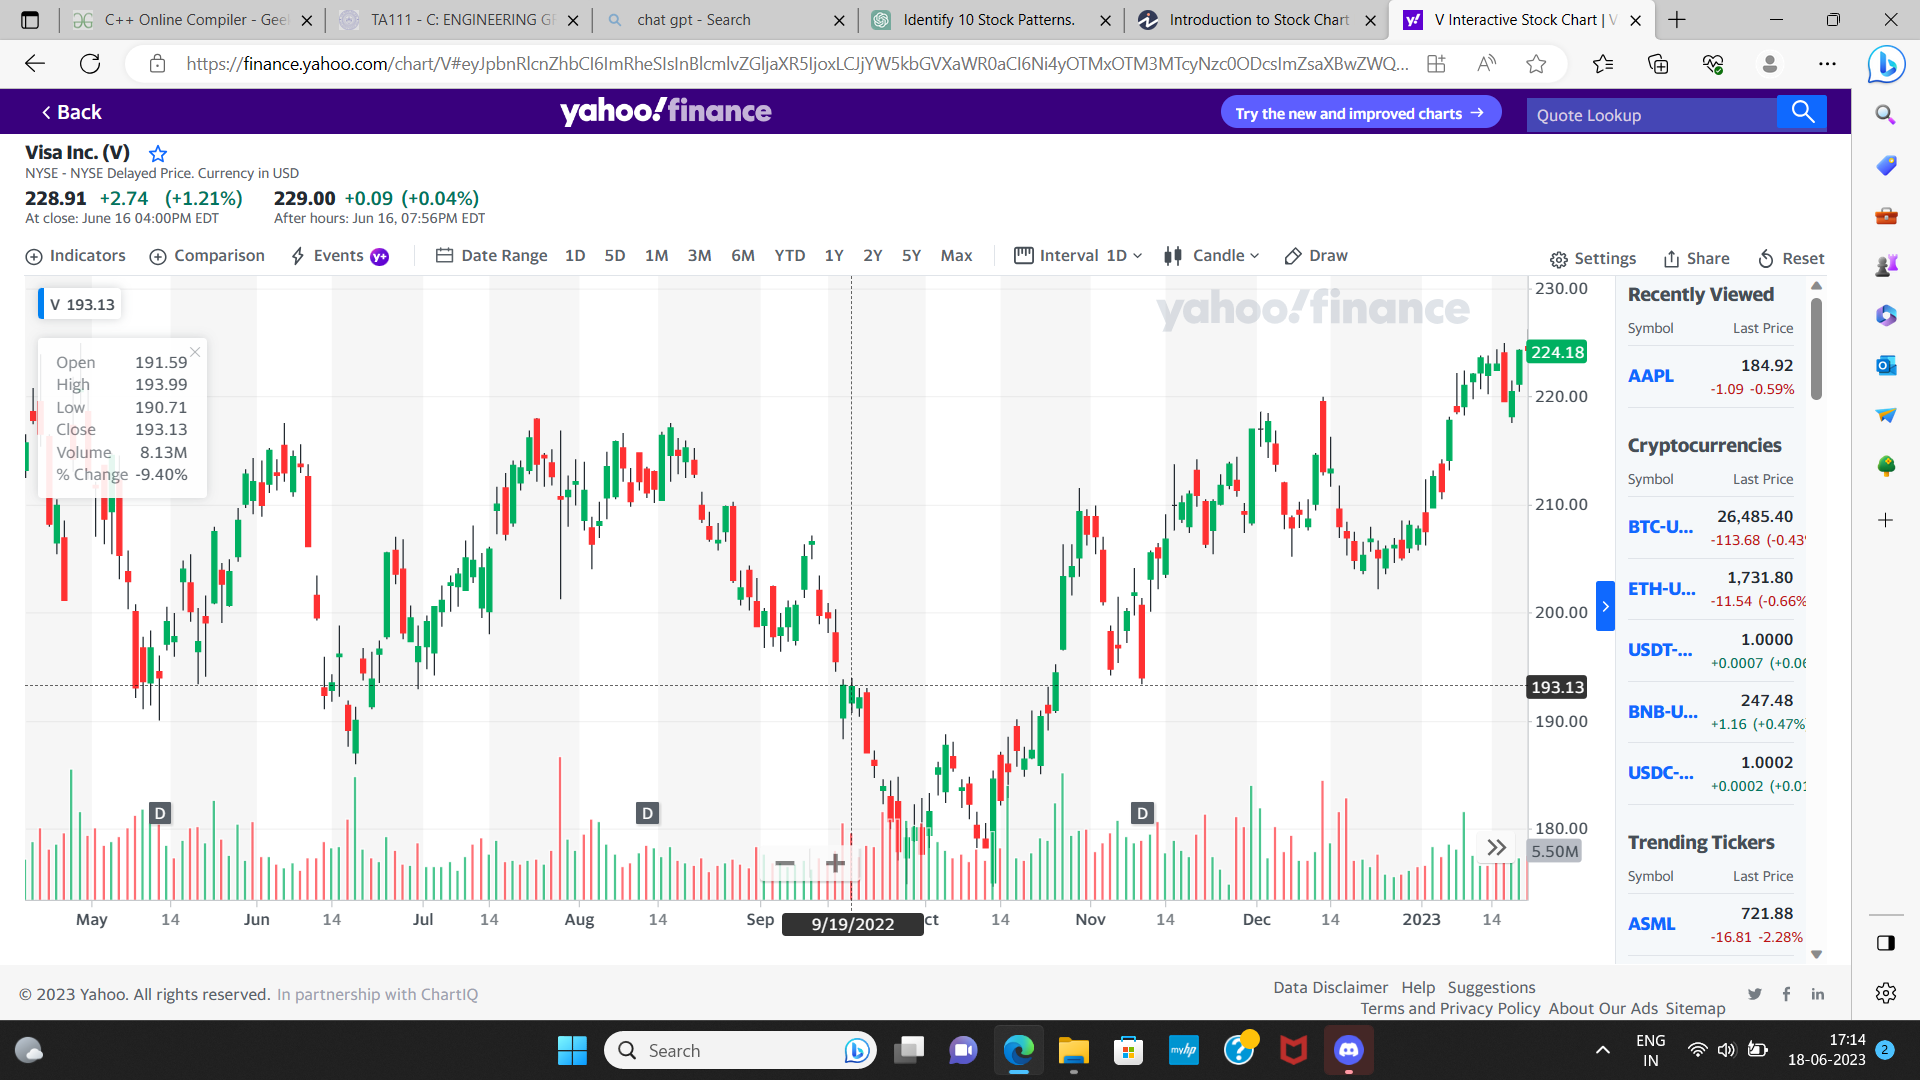 C++ Online Compiler - Gee
TA111 - C: ENGINEERING GR
chat gpt - Search
Identify 10 Stock Patterns.
Introduction to Stock Chart
V Interactive Stock Chart | V
Back
yahoo!finance
Try the new and improved charts →
Quote Lookup
Visa Inc. (V)
NYSE - NYSE Delayed Price. Currency in USD
228.91 +2.74 (+1.21%) 229.00 +0.09 (+0.04%)
At close: June 16 04:00PM EDT After hours: Jun 16, 07:56PM EDT
Indicators Comparison Events y+ Date Range 1D 5D 1M 3M 6M YTD 1Y 2Y 5Y Max Interval 1D Candle Draw Settings Share Reset
V 193.13
Open 191.59
High 193.99
Low 190.71
Close 193.13
Volume 8.13M
% Change -9.40%
yahoo!finance
230.00
224.18
220.00
210.00
200.00
193.13
190.00
180.00
5.50M
D D D
May 14 Jun 14 Jul 14 Aug 14 Sep 9/19/2022 ct 14 Nov 14 Dec 14 2023 14
Recently Viewed
Symbol Last Price
AAPL 184.92
-1.09 -0.59%
Cryptocurrencies
Symbol Last Price
BTC-U... 26,485.40
-113.68 (-0.43
ETH-U... 1,731.80
-11.54 (-0.66%
USDT-... 1.0000
+0.0007 (+0.06
BNB-U... 247.48
+1.16 (+0.47%
USDC-... 1.0002
+0.0002 (+0.01
Trending Tickers
Symbol Last Price
ASML 721.88
-16.81 -2.28%
© 2023 Yahoo. All rights reserved. In partnership with ChartIQ
Data Disclaimer Help Suggestions
Terms and Privacy Policy About Our Ads Sitemap
Search
myhp
ENG
IN
17:14
18-06-2023
2